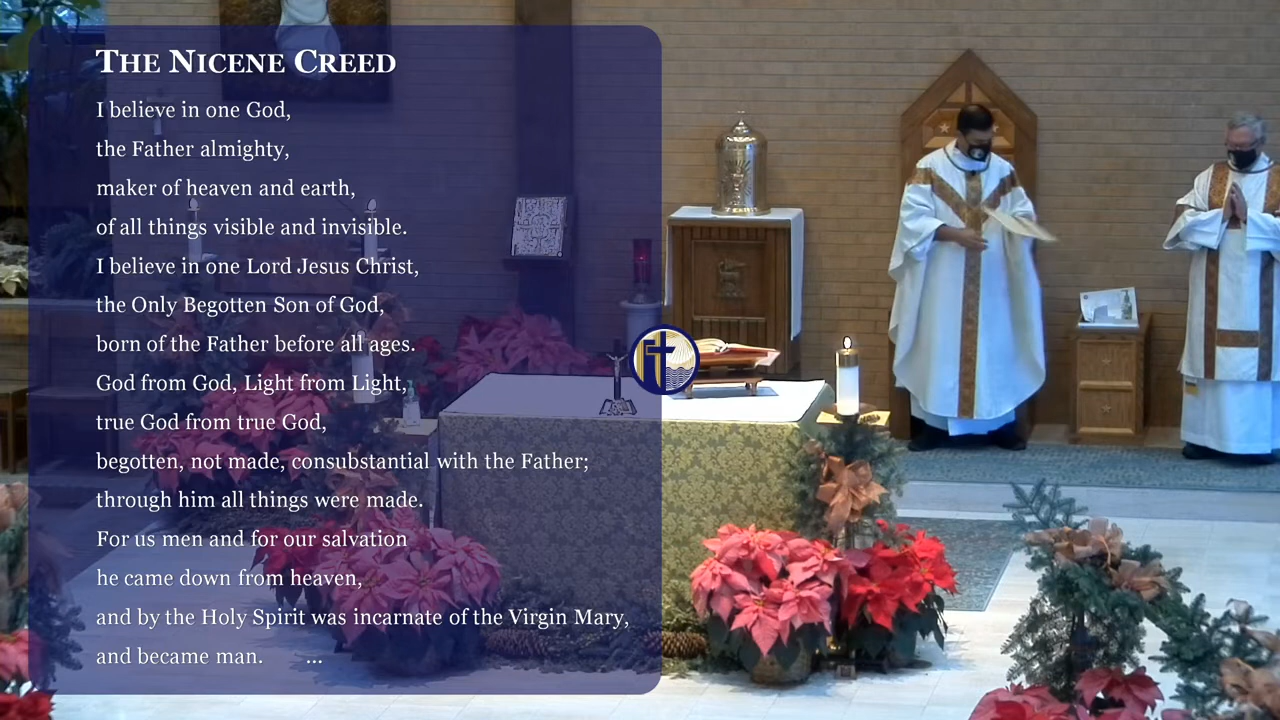 THE NICENE CREED
I believe in one God,
the Father almighty,
maker of heaven and earth,
of all things visible and invisible.
I believe in one Lord Jesus Christ,
the Only Begotten Son of God,
born of the Father before all ages.
God from God, Light from Light,
true God from true God,
begotten, not made, consubstantial with the Father;
through him all things were made.
For us men and for our salvation
he came down from heaven,
and by the Holy Spirit was incarnate of the Virgin Mary,
and became man. ...